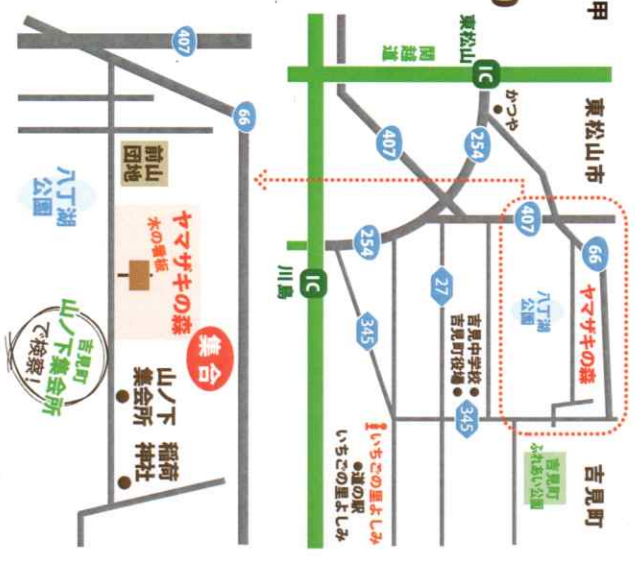 甲
東松山市
吉見町
東松山
IC
関越道
かつや
254
407
407
66
ヤマザキの森
八丁湖
公園
27
吉見中学校
吉見町役場
345
254
345
吉見町
ふれあい公園
いちごの里よしみ
道の駅
いちごの里よしみ
IC
川島
407
66
前山
団地
八丁湖
公園
ヤマザキの森
木の看板
集合
山ノ下
集会所
稲荷
神社
吉見町
山ノ下集会所
で検索!